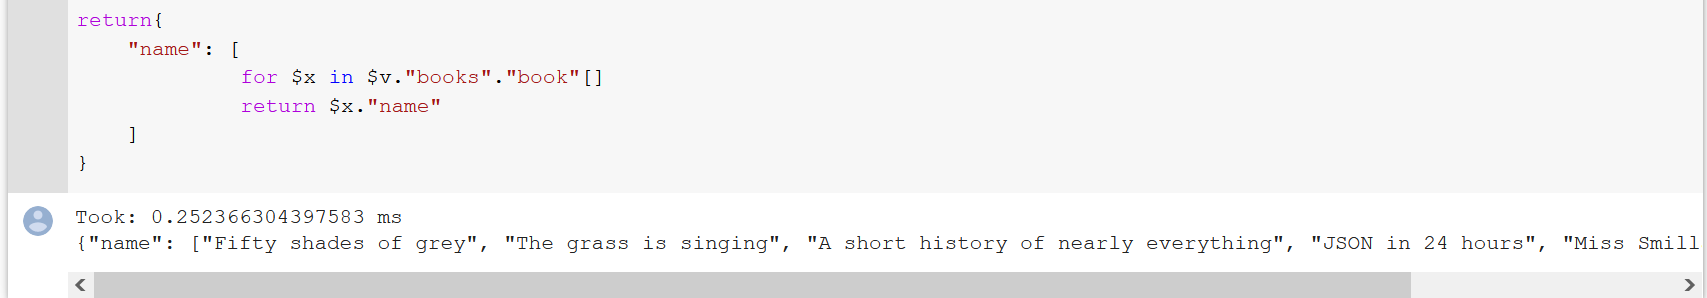 return{
"name": [
for $x in $v."books"."book"[]
return $x."name"
]
}
Took: 0.252366304397583 ms
{"name": ["Fifty shades of grey", "The grass is singing", "A short history of nearly everything", "JSON in 24 hours", "Miss Smill